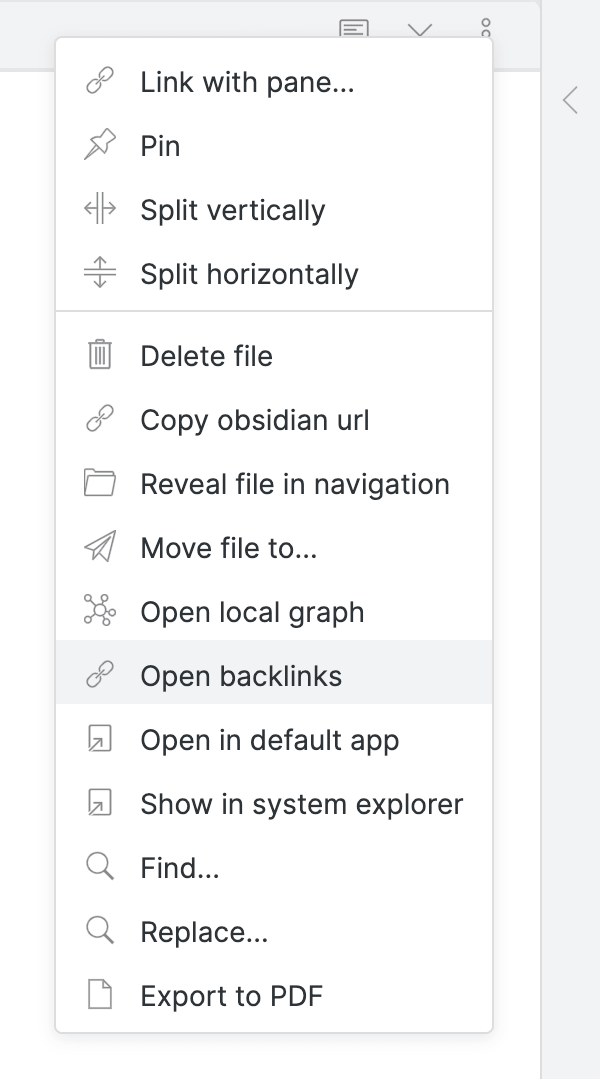 Link with pane...
Pin
Split vertically
Split horizontally
Delete file
Copy obsidian url
Reveal file in navigation
Move file to...
Open local graph
Open backlinks
Open in default app
Show in system explorer
Find...
Replace...
Export to PDF